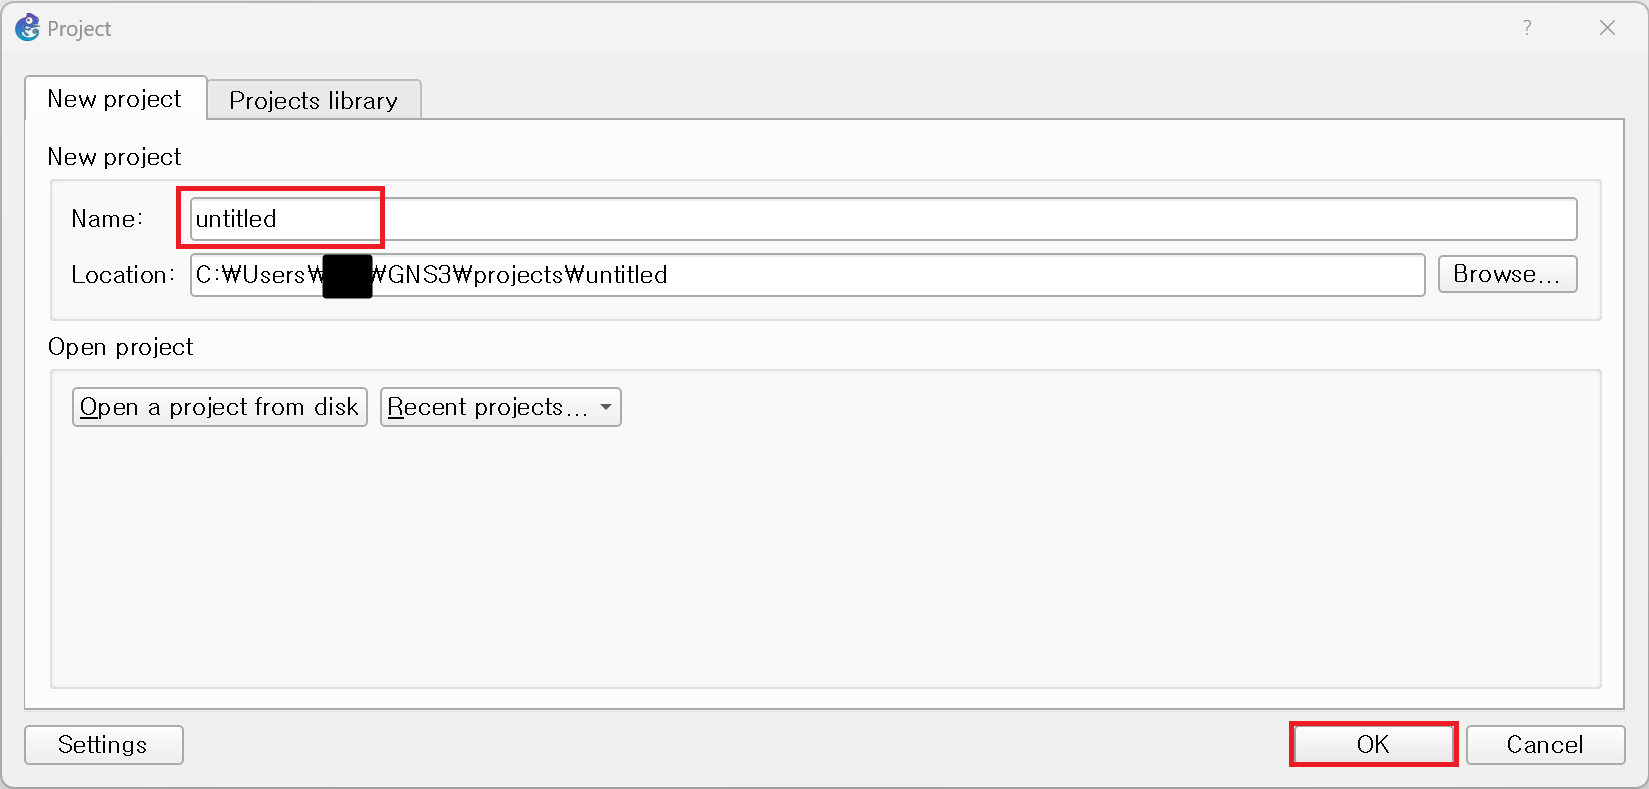 Project
?
New project
Projects library
New project
Name:
untitled
Location:
C:₩Users₩
₩GNS3₩projects₩untitled
Browse...
Open project
Open a project from disk
Recent projects...
Settings
OK
Cancel